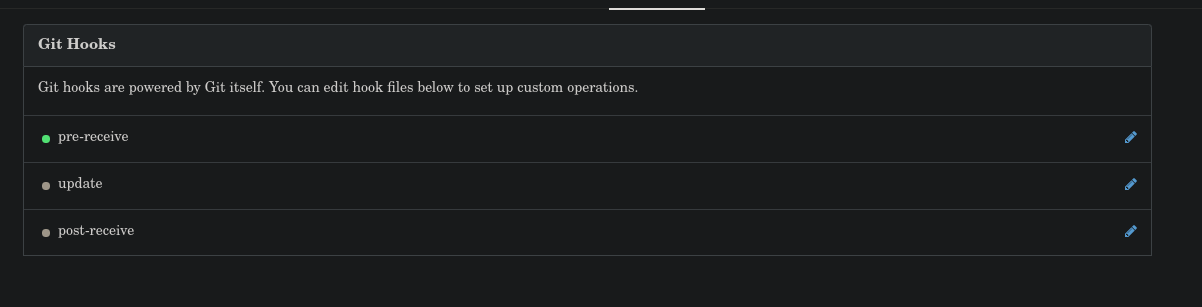 Git Hooks
Git hooks are powered by Git itself. You can edit hook files below to set up custom operations.
pre-receive
update
post-receive